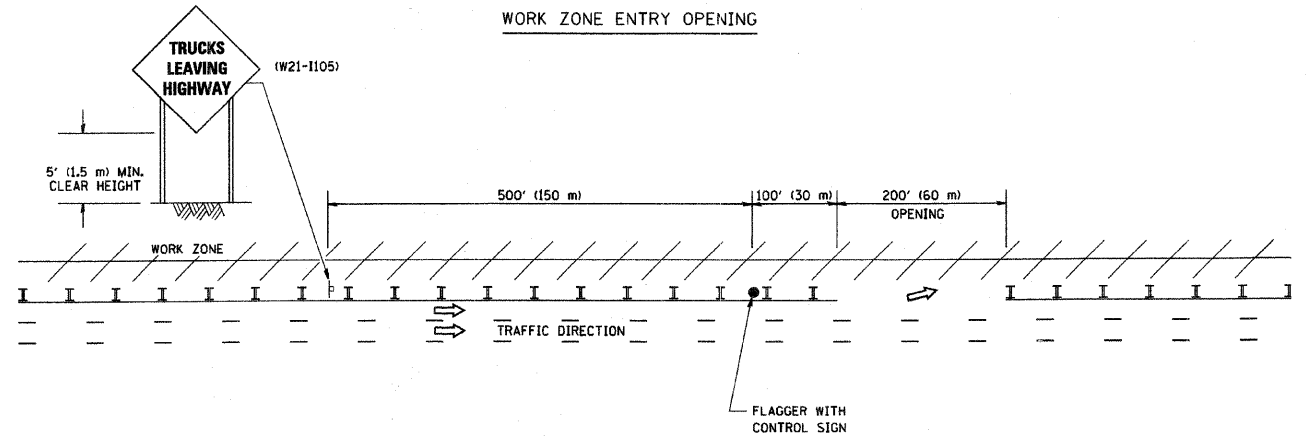 WORK ZONE ENTRY OPENING
TRUCKS
LEAVING
HIGHWAY
(W21-I105)
5' (1.5 m) MIN.
CLEAR HEIGHT
500' (150 m)
100' (30 m)
200' (60 m)
OPENING
WORK ZONE
TRAFFIC DIRECTION
FLAGGER WITH
CONTROL SIGN